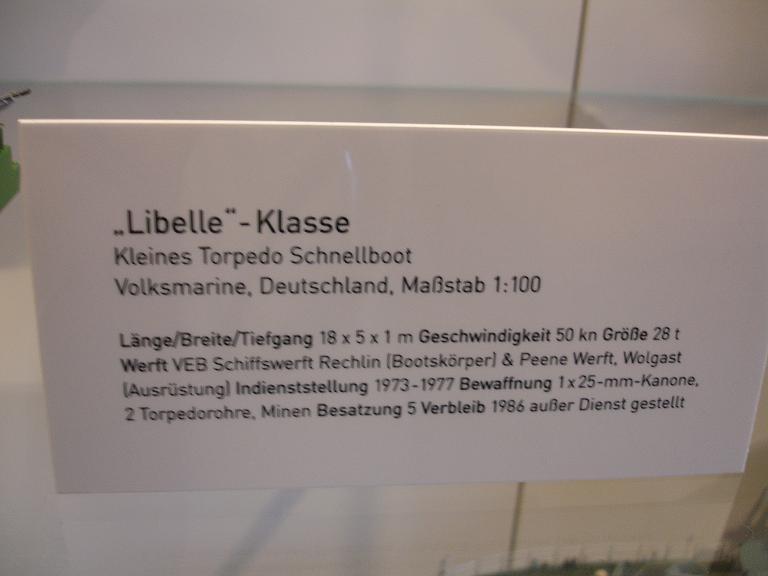 „Libelle“-Klasse
Kleines Torpedo Schnellboot
Volksmarine, Deutschland, Maßstab 1:100
Länge/Breite/Tiefgang 18 x 5 x 1 m Geschwindigkeit 50 kn Größe 28 t
Werft VEB Schiffswerft Rechlin (Bootskörper) & Peene Werft, Wolgast
(Ausrüstung) Indienststellung 1973-1977 Bewaffnung 1x25-mm-Kanone,
2 Torpedorohre, Minen Besatzung 5 Verbleib 1986 außer Dienst gestellt